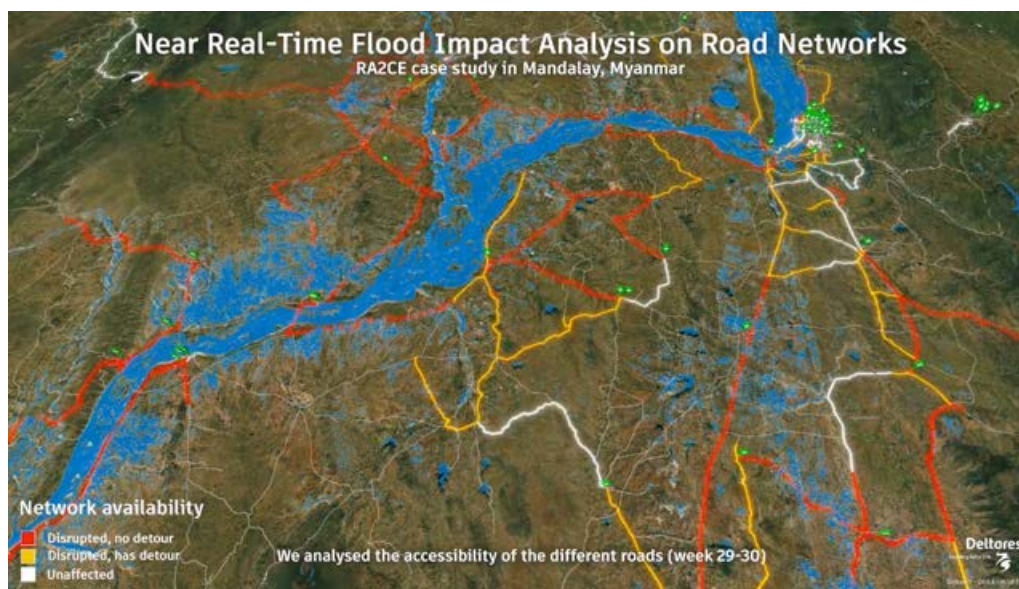 Near Real-Time Flood Impact Analysis on Road Networks
RA2CE case study in Mandalay, Myanmar
Network availability
Disrupted, no detour
Disrupted, has detour
Unaffected
We analysed the accessibility of the different roads (week 29-30)
Deltares